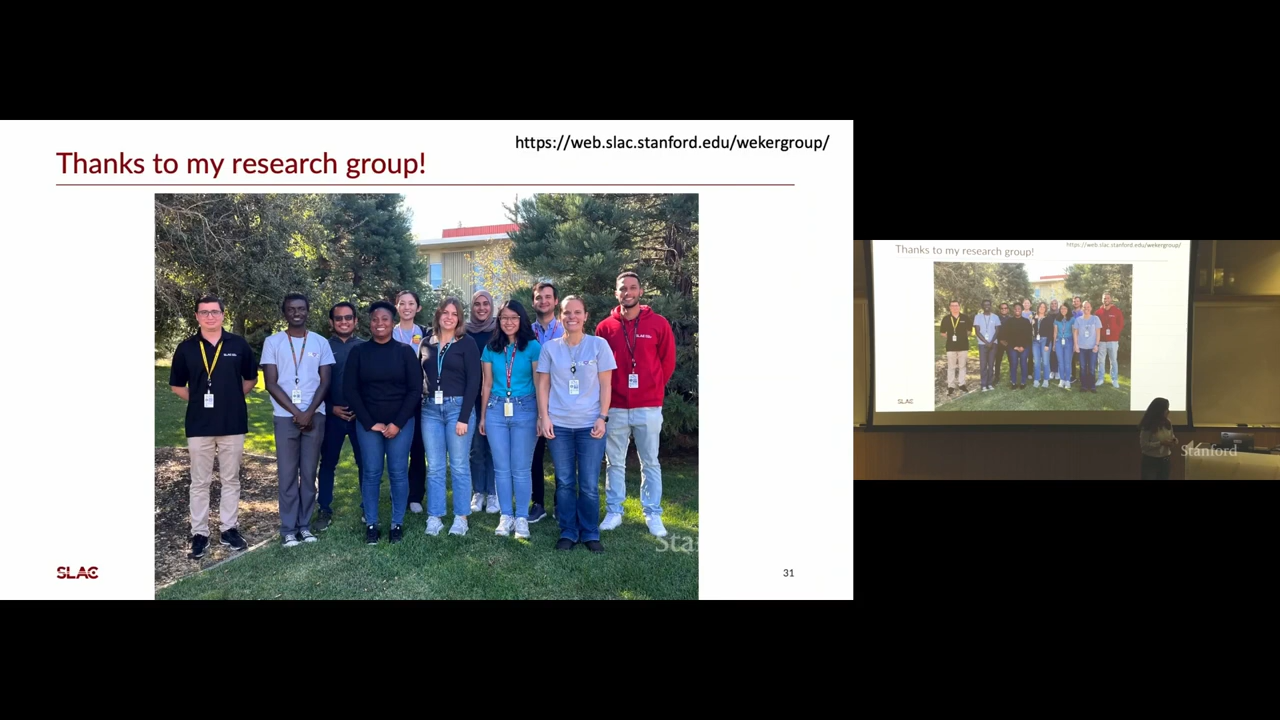 https://web.slac.stanford.edu/wekergroup/
Thanks to my research group!
SLAC
31
Sta
https://web.slac.stanford.edu/wekergroup/
Thanks to my research group!
SLAC
Stanford